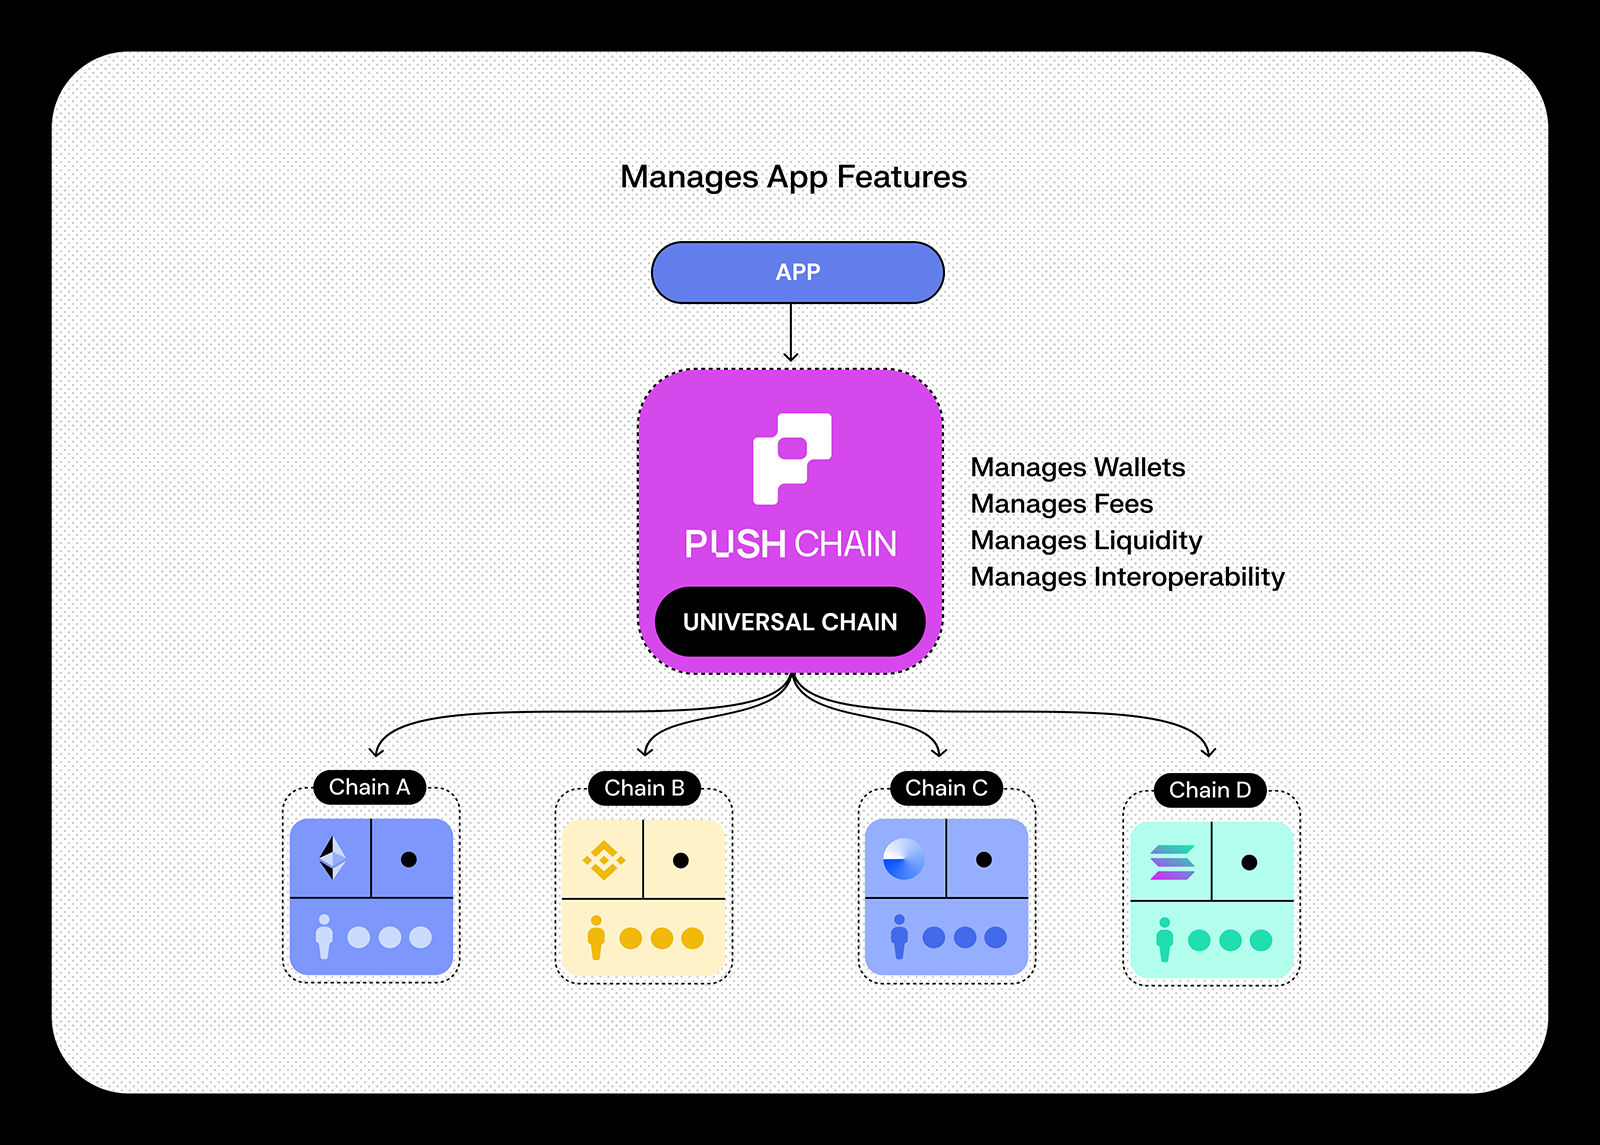 Manages App Features
APP
PUSH CHAIN
UNIVERSAL CHAIN
Manages Wallets
Manages Fees
Manages Liquidity
Manages Interoperability
Chain A
Chain B
Chain C
Chain D